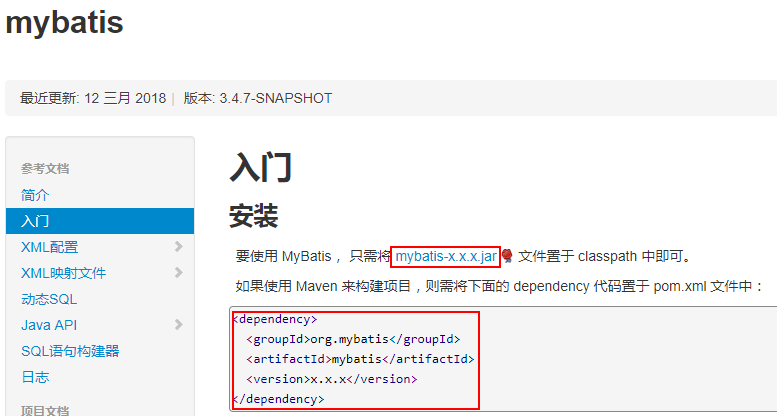 mybatis
最近更新: 12 三月 2018 | 版本: 3.4.7-SNAPSHOT
参考文档
简介
入门
XML配置
XML映射文件
动态SQL
Java API
SQL语句构建器
日志
项目文档
入门
安装
要使用 MyBatis， 只需将 mybatis-x.x.x.jar 文件置于 classpath 中即可。
如果使用 Maven 来构建项目，则需将下面的 dependency 代码置于 pom.xml 文件中：
<dependency>
  <groupId>org.mybatis</groupId>
  <artifactId>mybatis</artifactId>
  <version>x.x.x</version>
</dependency>